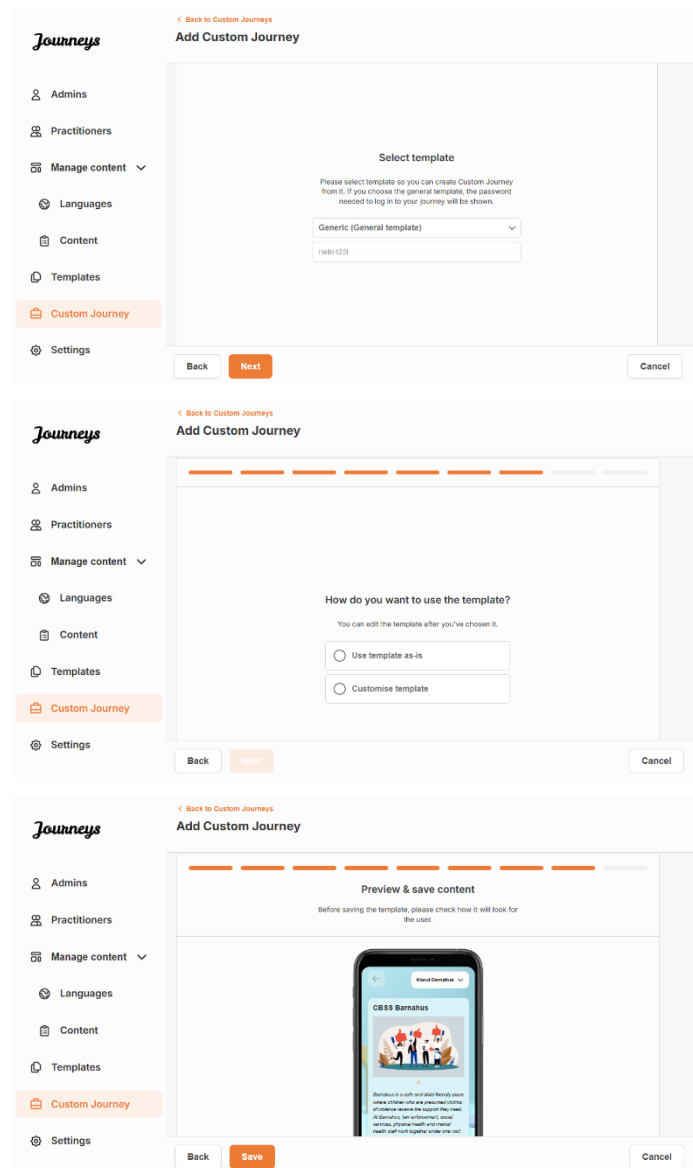 < Back to Custom Journeys
Journeys
Add Custom Journey
Admins
Practitioners
Manage content
Languages
Content
Templates
Custom Journey
Settings
Select template
Please select template so you can create Custom Journey
from it. If you choose the general template, the password
needed to log in to your journey will be shown.
Generic (General template)
Hello123!
Back
Next
Cancel
< Back to Custom Journeys
Journeys
Add Custom Journey
Admins
Practitioners
Manage content
Languages
Content
Templates
Custom Journey
Settings
How do you want to use the template?
You can edit the template after you've chosen it.
Use template as-is
Customise template
Back
Next
Cancel
< Back to Custom Journeys
Journeys
Add Custom Journey
Admins
Practitioners
Manage content
Languages
Content
Templates
Custom Journey
Settings
Preview & save content
Before saving the template, please check how it will look for
the user.
About Barnahus
CBSS Barnahus
Barnahus is a safe and child-friendly place
where children who are presumed victims
of violence receive the support they need.
At Barnahus, law enforcement, social
services, physical health and mental
health staff work together under one roof.
Back
Save
Cancel